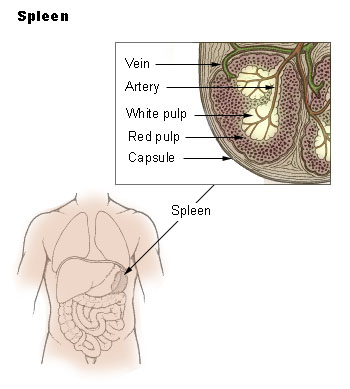 Spleen
Vein
Artery
White pulp
Red pulp
Capsule
Spleen